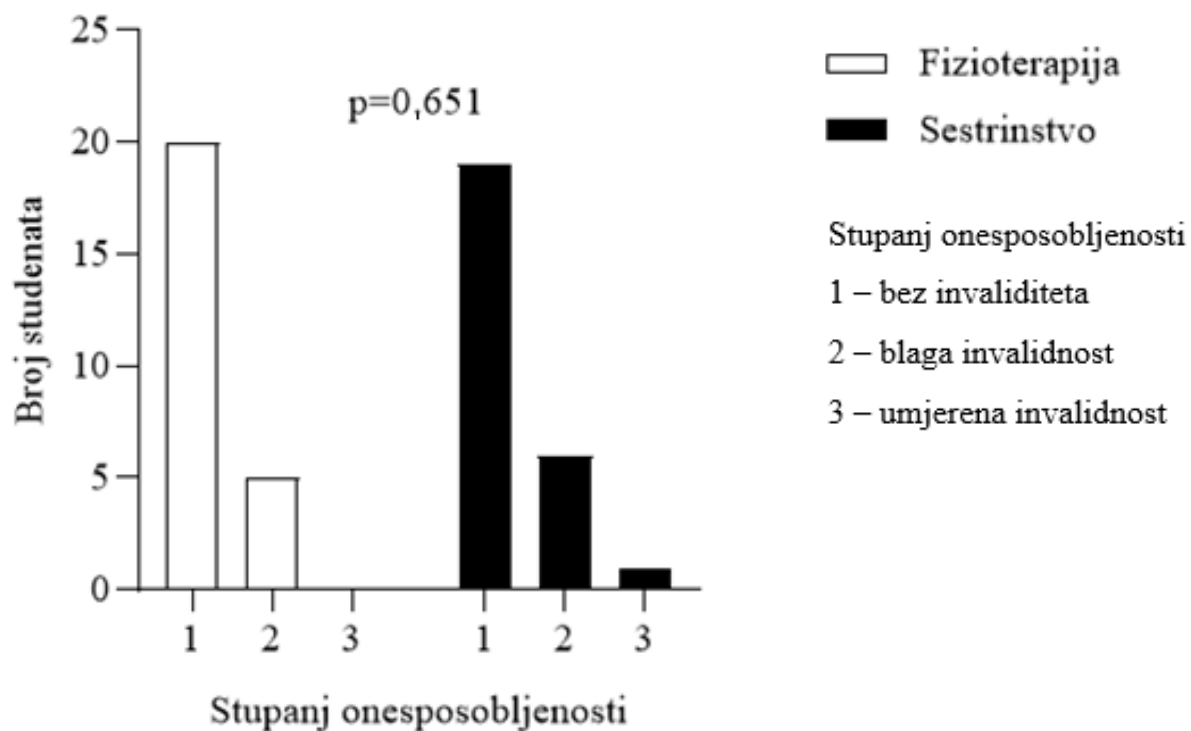 25
20
15
10
5
0
Broj studenata
p=0,651
1 2 3 1 2 3
Stupanj onesposobljenosti
Fizioterapija
Sestrinstvo
Stupanj onesposobljenosti
1 – bez invaliditeta
2 – blaga invalidnost
3 – umjerena invalidnost